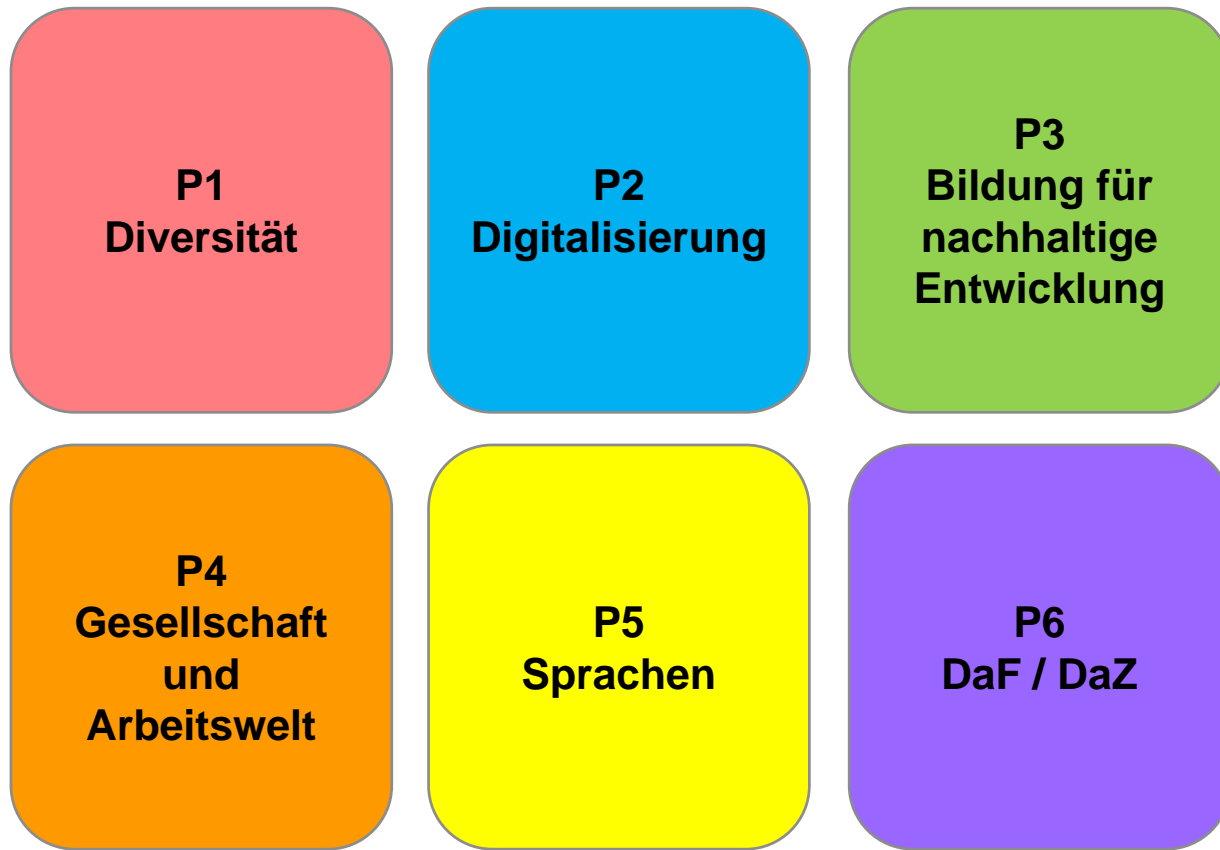 P1
Diversität
P2
Digitalisierung
P3
Bildung für
nachhaltige
Entwicklung
P4
Gesellschaft
und
Arbeitswelt
P5
Sprachen
P6
DaF / DaZ